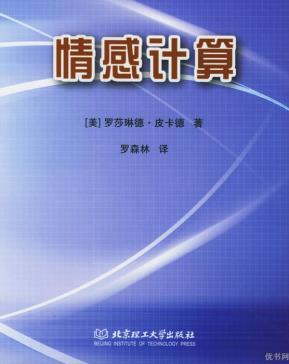 情感计算
[美] 罗莎琳德·皮卡德 著
罗森林 译
北京理工大学出版社
BEIJING INSTITUTE OF TECHNOLOGY PRESS
优书网